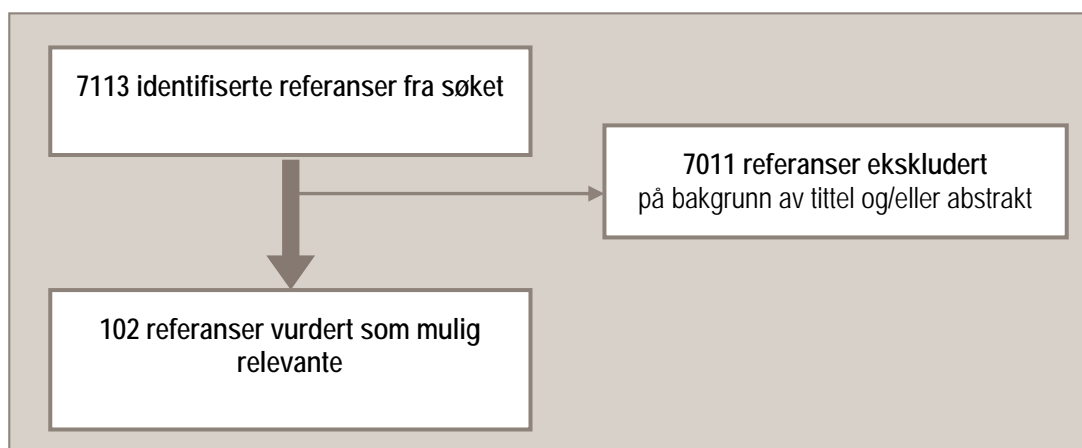 7113 identifiserte referanser fra søket
7011 referanser ekskludert
på bakgrunn av tittel og/eller abstrakt
102 referanser vurdert som mulig
relevante